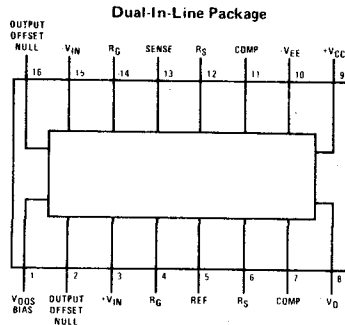 Dual-In-Line Package
OUTPUT
OFFSET
NULL
-VIN
RG
SENSE
RS
COMP
-VEE
+VCC
16
15
14
13
12
11
10
9
1
2
3
4
5
6
7
8
VOOS
BIAS
OUTPUT
OFFSET
NULL
+VIN
RG
REF
RS
COMP
VD